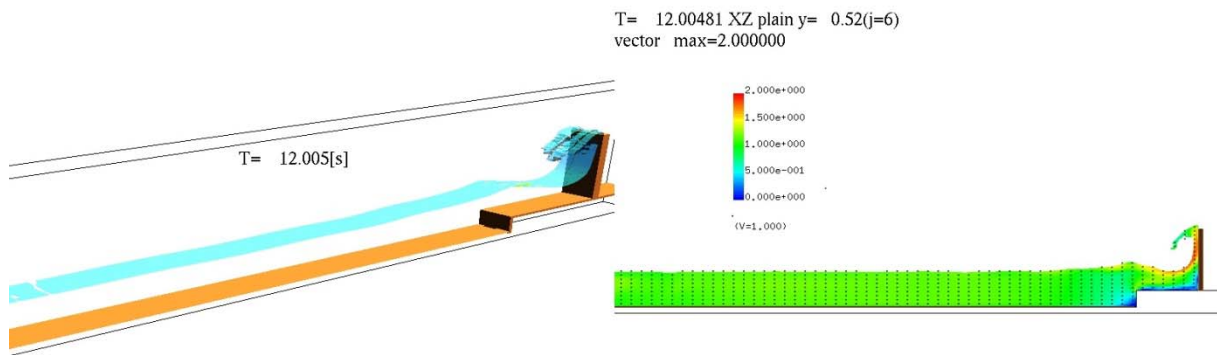 T= 12.005[s]
T= 12.00481 XZ plain y= 0.52(j=6)
vector max=2.000000
2.000e+000
1.500e+000
1.000e+000
5.000e-001
0.000e+000
(V=1.000)